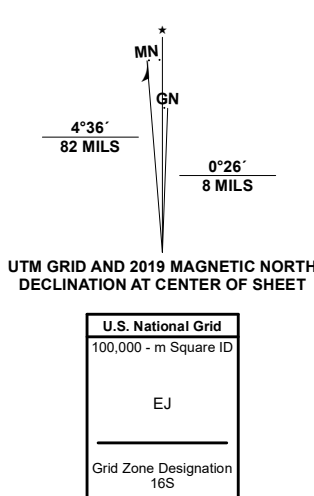 MN
GN
4°36´
82 MILS
0°26´
8 MILS
UTM GRID AND 2019 MAGNETIC NORTH
DECLINATION AT CENTER OF SHEET
U.S. National Grid
100,000 - m Square ID
EJ
Grid Zone Designation
16S